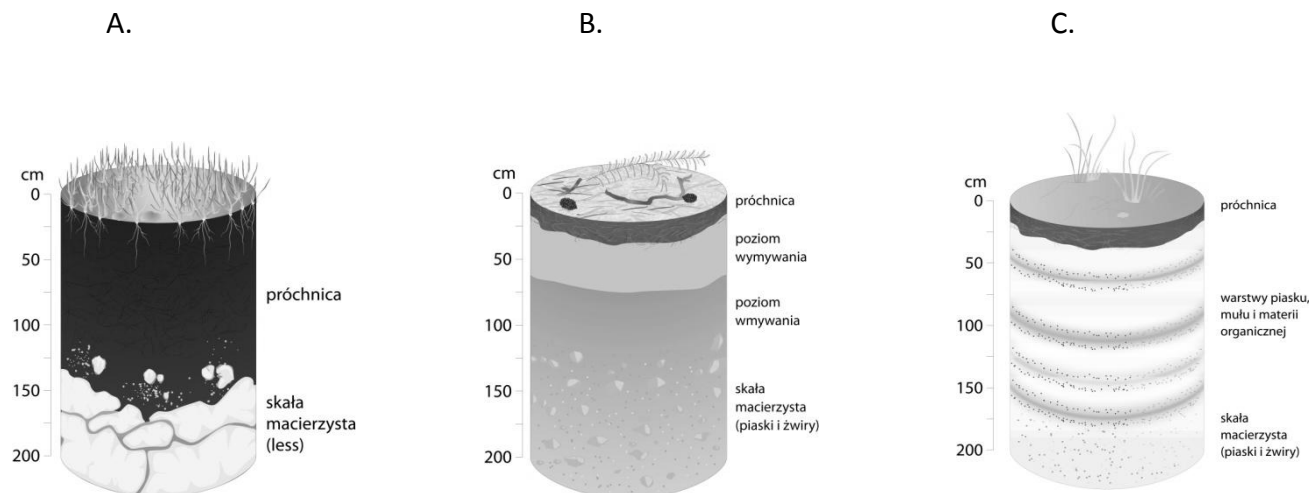 A.
B.
C.
cm
0
50
100
150
200
próchnica
skała
macierzysta
(less)
cm
0
50
100
150
200
próchnica
poziom
wymywania
poziom
wmywania
skała
macierzysta
(piaski i żwiry)
cm
0
50
100
150
200
próchnica
warstwy piasku,
mułu i materii
organicznej
skała
macierzysta
(piaski i żwiry)